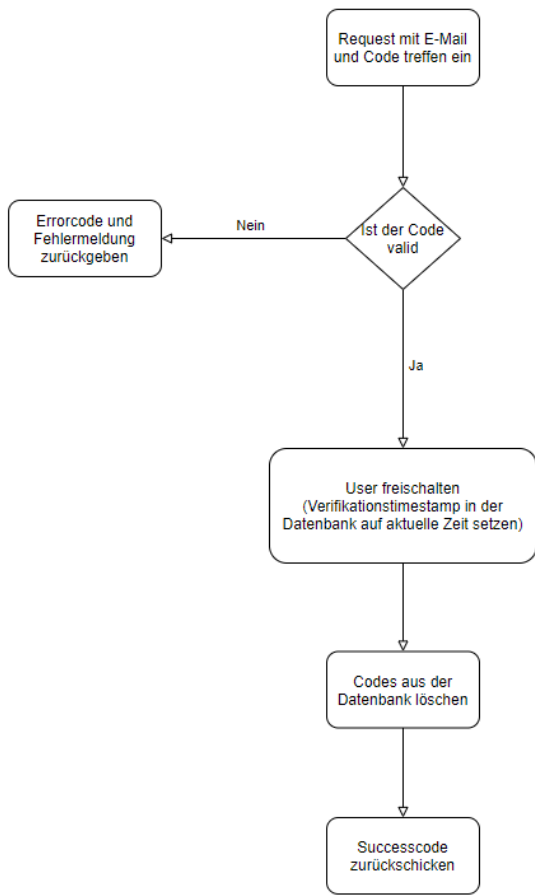 Request mit E-Mail
und Code treffen ein
Ist der Code
valid
Nein
Errorcode und
Fehlermeldung
zurückgeben
Ja
User freischalten
(Verifikationstimestamp in der
Datenbank auf aktuelle Zeit setzen)
Codes aus der
Datenbank löschen
Successcode
zurückschicken